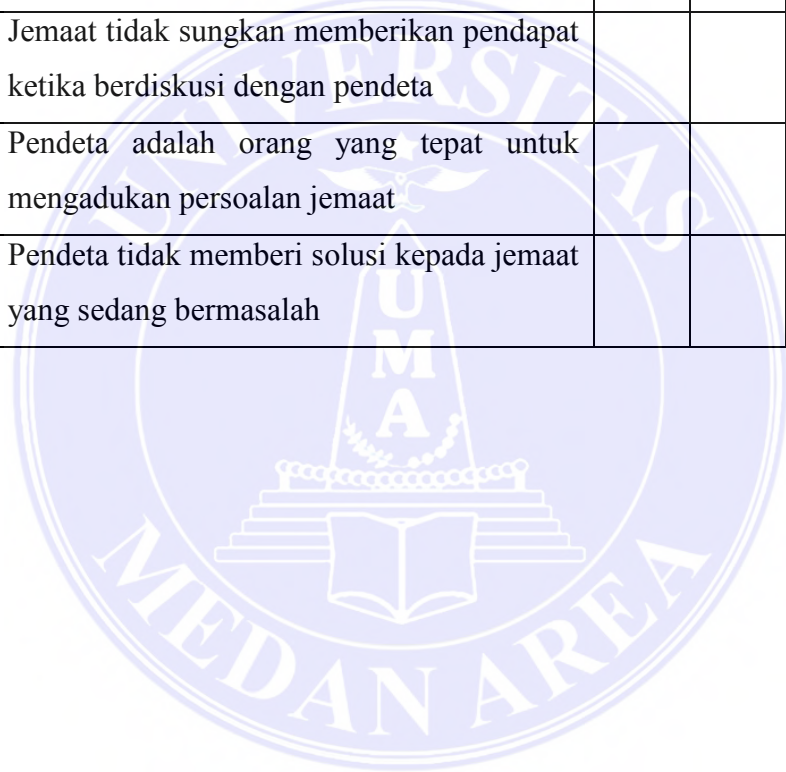 Jemaat tidak sungkan memberikan pendapat
ketika berdiskusi dengan pendeta
Pendeta adalah orang yang tepat untuk
mengadukan persoalan jemaat
Pendeta tidak memberi solusi kepada jemaat
yang sedang bermasalah
UNIVERSITAS
UMA
MEDAN AREA